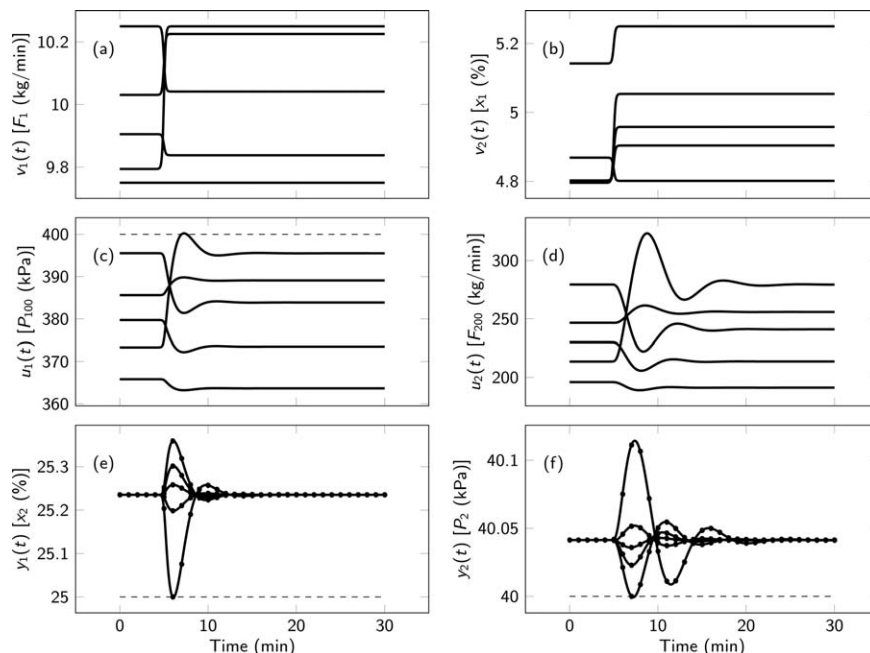 (a)
v₁(t) [F₁ (kg/min)]
10.2
10
9.8
(b)
v₂(t) [x₁ (%)]
5.2
5
4.8
(c)
u₁(t) [P₁₀₀ (kPa)]
400
390
380
370
360
(d)
u₂(t) [F₂₀₀ (kg/min)]
300
250
200
(e)
y₁(t) [x₂ (%)]
25.3
25.2
25.1
25
0 10 20 30
Time (min)
(f)
y₂(t) [P₂ (kPa)]
40.1
40.05
40
0 10 20 30
Time (min)